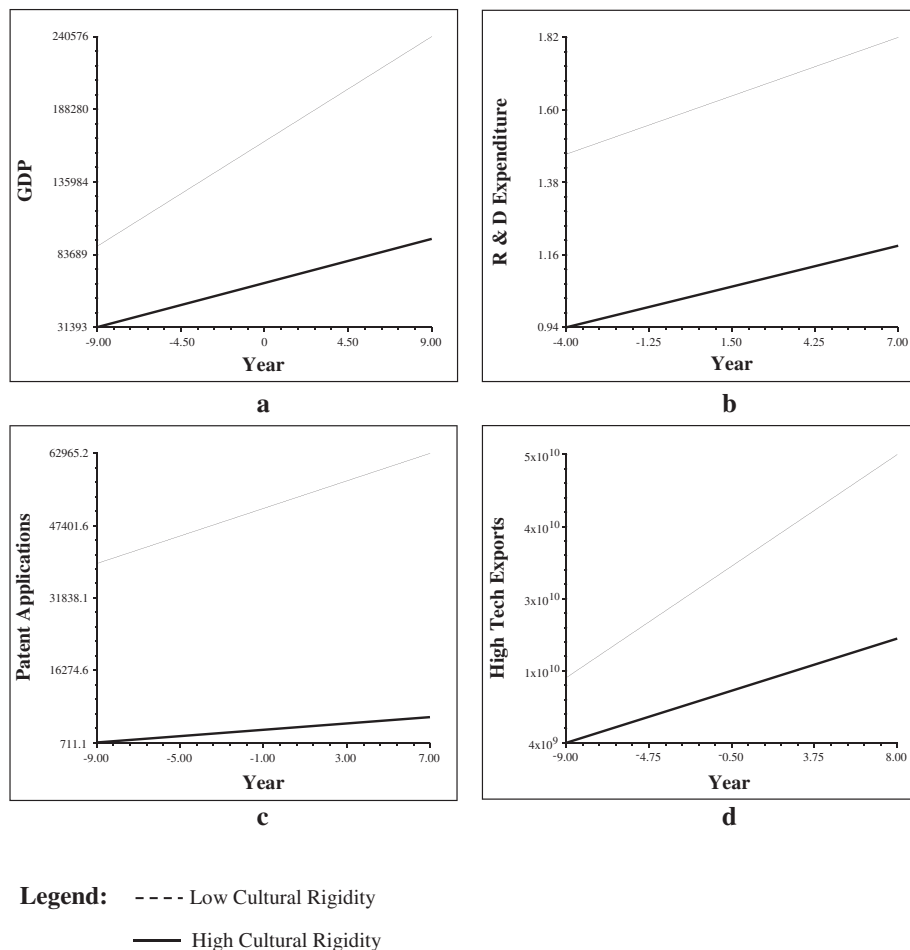 240576
188280
135984
83689
31393
GDP
-9.00 -4.50 0 4.50 9.00
Year
a
1.82
1.60
1.38
1.16
0.94
R & D Expenditure
-4.00 -1.25 1.50 4.25 7.00
Year
b
62965.2
47401.6
31838.1
16274.6
711.1
Patent Applications
-9.00 -5.00 -1.00 3.00 7.00
Year
c
5x10¹⁰
4x10¹⁰
3x10¹⁰
1x10¹⁰
4x10⁹
High Tech Exports
-9.00 -4.75 -0.50 3.75 8.00
Year
d
Legend: Low Cultural Rigidity
High Cultural Rigidity